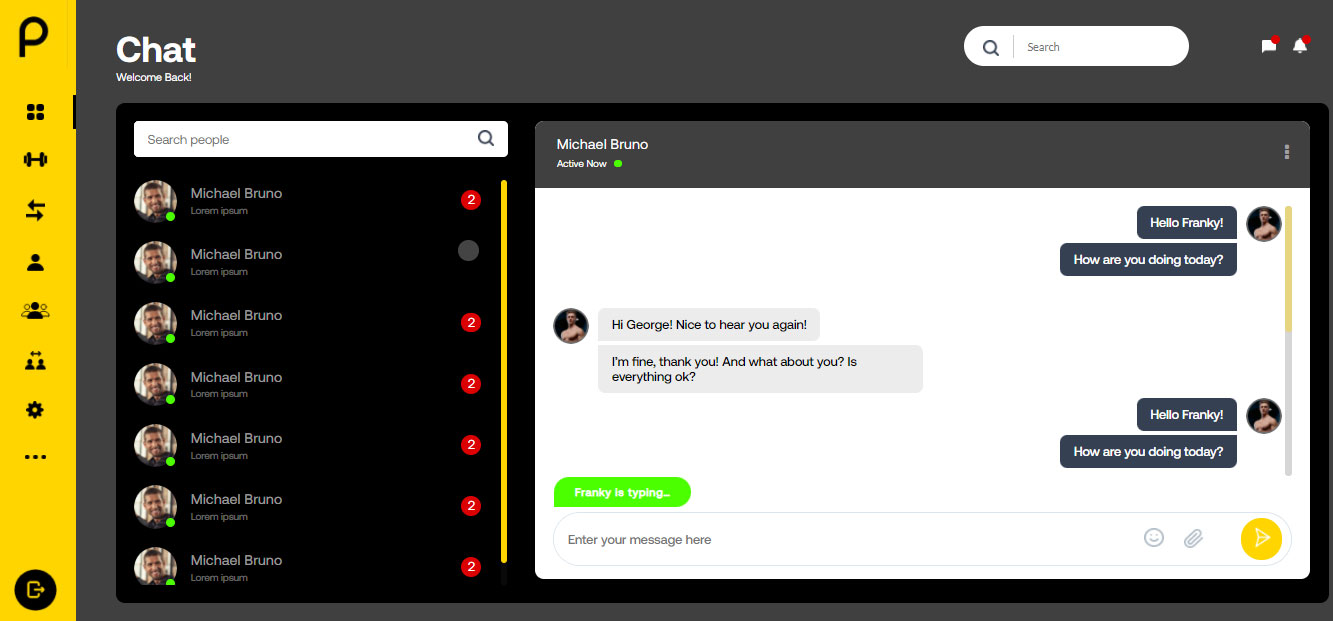 Chat
Welcome Back!
Search
Search people
Michael Bruno
Lorem ipsum
2
Michael Bruno
Lorem ipsum
Michael Bruno
Lorem ipsum
2
Michael Bruno
Lorem ipsum
2
Michael Bruno
Lorem ipsum
2
Michael Bruno
Lorem ipsum
2
Michael Bruno
Lorem ipsum
2
Michael Bruno
Active Now
Hello Franky!
How are you doing today?
Hi George! Nice to hear you again!
I'm fine, thank you! And what about you? Is
everything ok?
Hello Franky!
How are you doing today?
Franky is typing...
Enter your message here